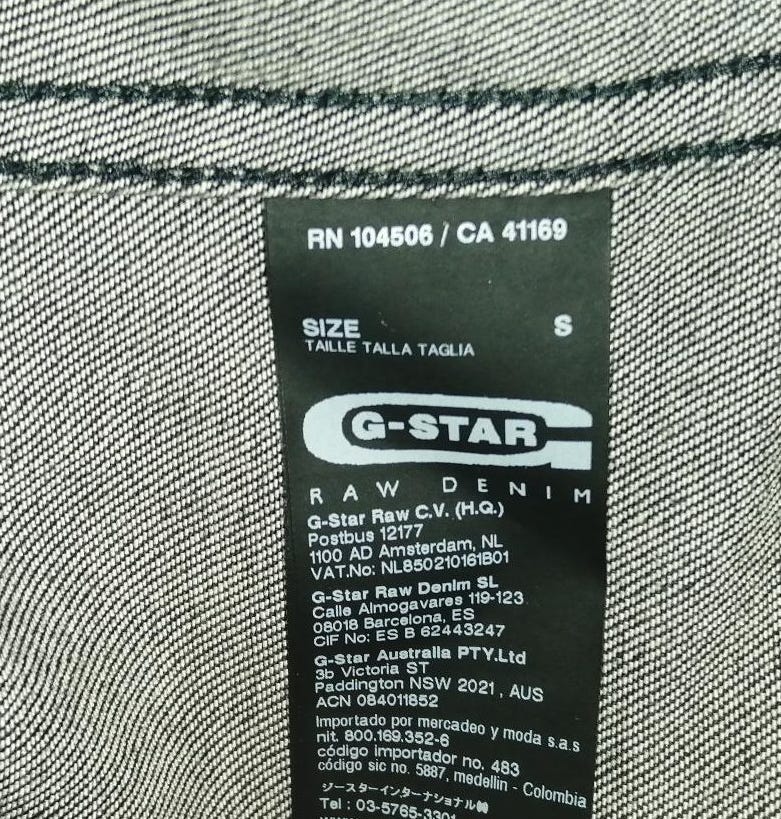 RN 104506 / CA 41169
SIZE S
TAILLE TALLA TAGLIA
G-STAR
RAW DENIM
G-Star Raw C.V. (H.Q.)
Postbus 12177
1100 AD Amsterdam, NL
VAT.No: NL850210161B01
G-Star Raw Denim SL
Calle Almogavares 119-123
08018 Barcelona, ES
CIF No: ES B 62443247
G-Star Australia PTY.Ltd
3b Victoria ST
Paddington NSW 2021, AUS
ACN 084011852
Importado por mercadeo y moda s.a.s
nit. 800.169.352-6
código importador no. 483
código sic no. 5887, medellin - Colombia
ジースターインターナショナル㈱
Tel : 03-5765-3301